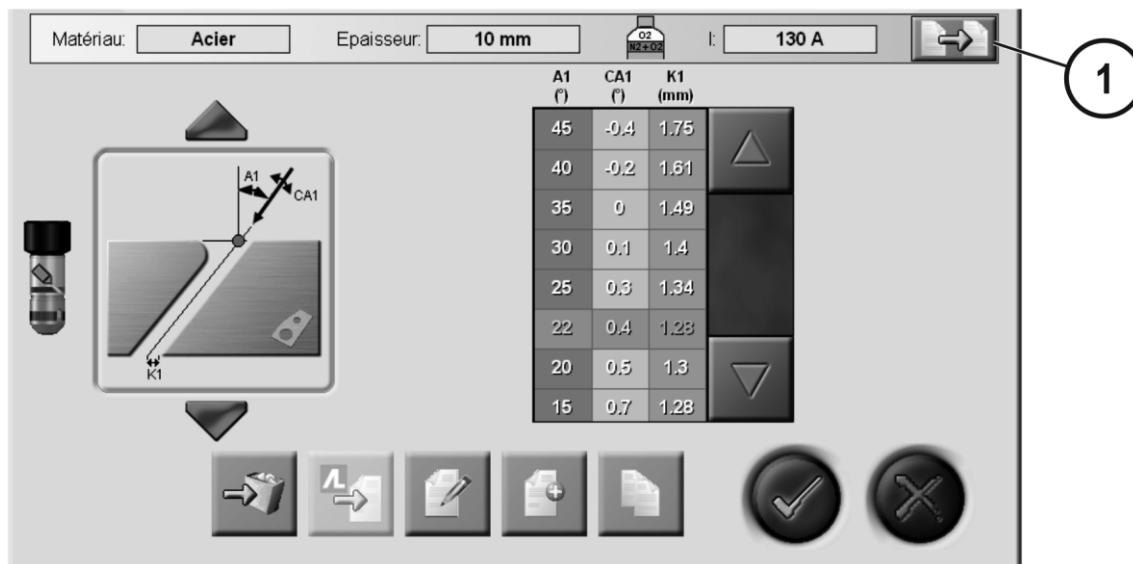 Matériau: Acier Epaisseur: 10 mm O2 N2+O2 I: 130 A
1
A1 (°) CA1 (°) K1 (mm)
45 -0.4 1.75
40 -0.2 1.61
35 0 1.49
30 0.1 1.4
25 0.3 1.34
22 0.4 1.28
20 0.5 1.3
15 0.7 1.28
A1
CA1
K1